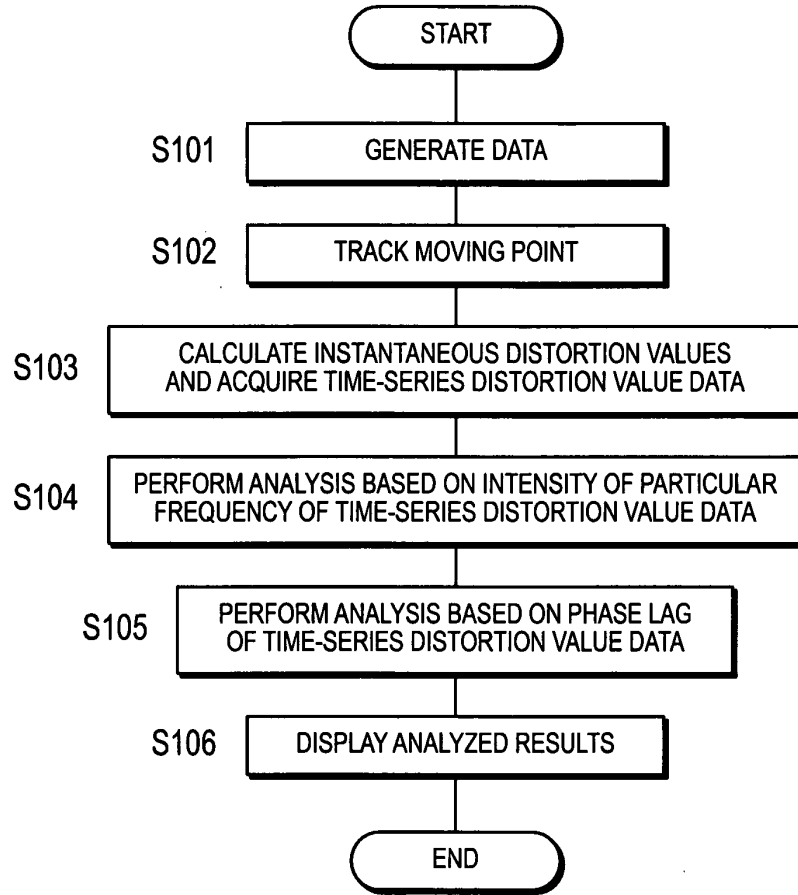 START
S101
GENERATE DATA
S102
TRACK MOVING POINT
S103
CALCULATE INSTANTANEOUS DISTORTION VALUES
AND ACQUIRE TIME-SERIES DISTORTION VALUE DATA
S104
PERFORM ANALYSIS BASED ON INTENSITY OF PARTICULAR
FREQUENCY OF TIME-SERIES DISTORTION VALUE DATA
S105
PERFORM ANALYSIS BASED ON PHASE LAG
OF TIME-SERIES DISTORTION VALUE DATA
S106
DISPLAY ANALYZED RESULTS
END